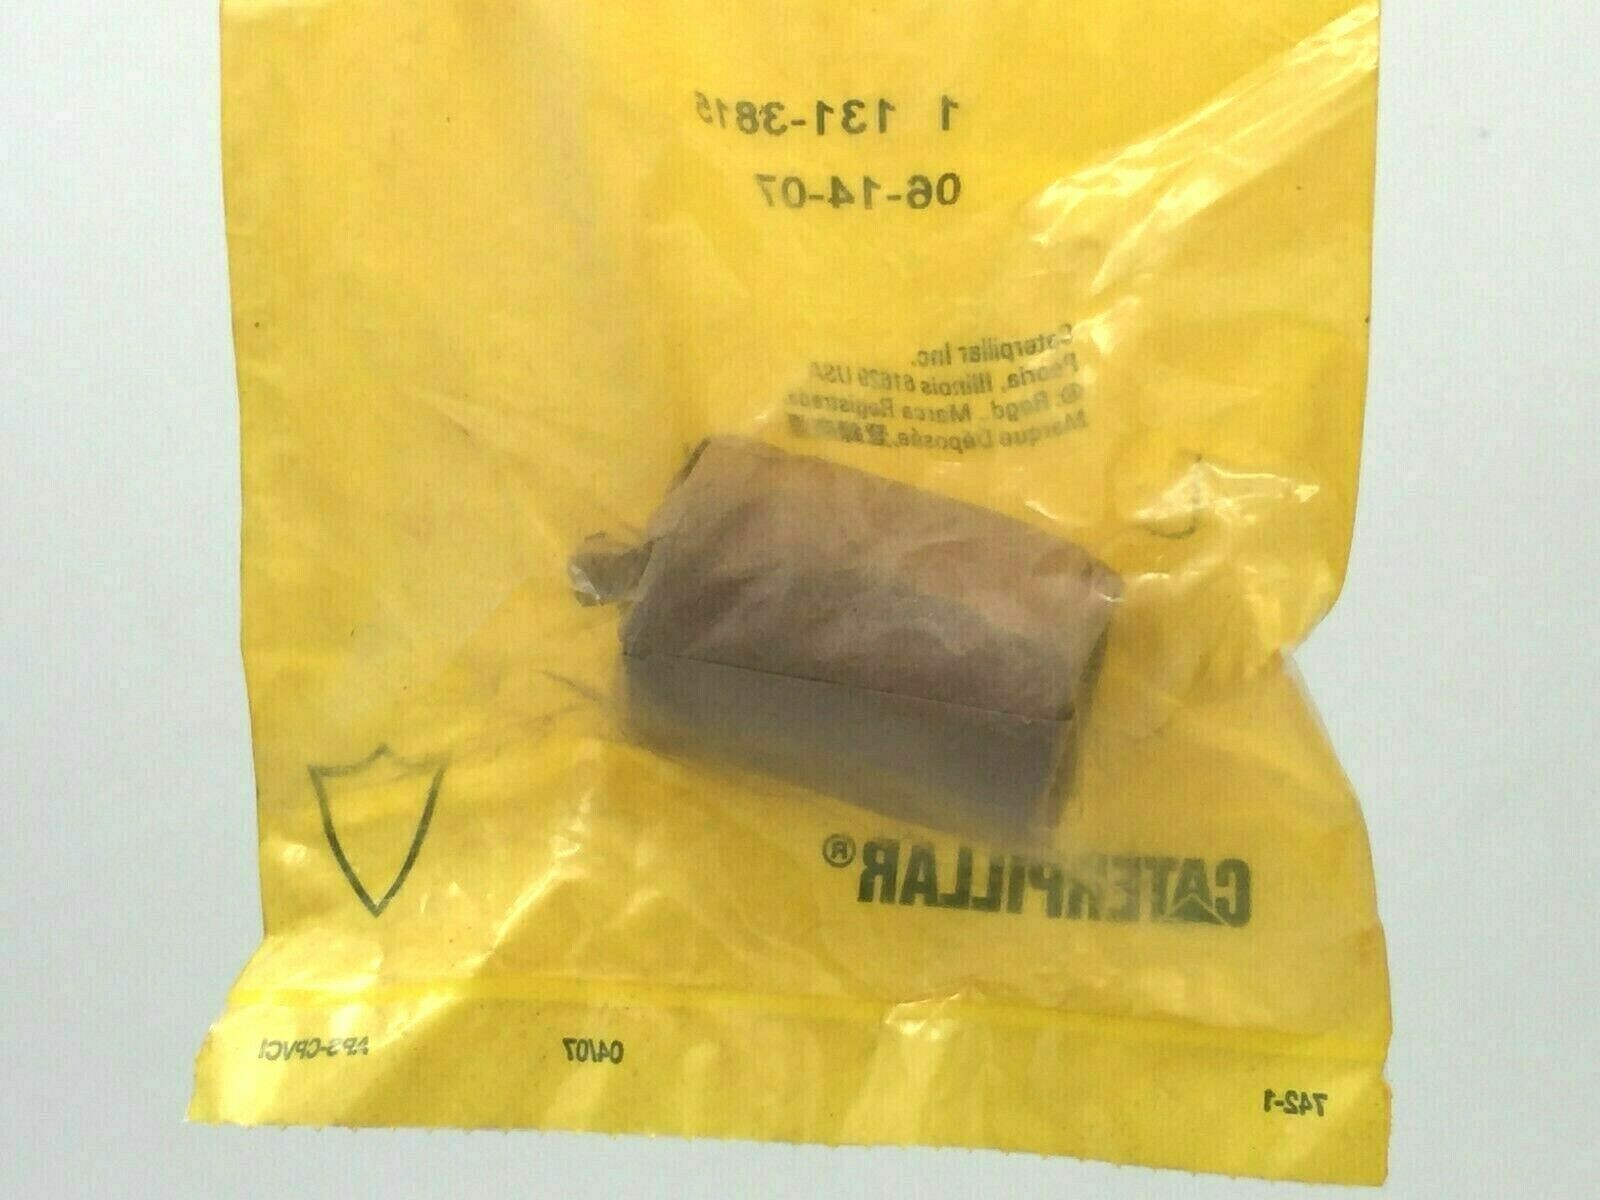 1 131-3815
06-14-07
Caterpillar Inc.
Peoria, Illinois 61629 USA
®, Regd., Marca Registrada,
Marque Déposée,
CATERPILLAR®
APS-CPVCI 04/07
742-1